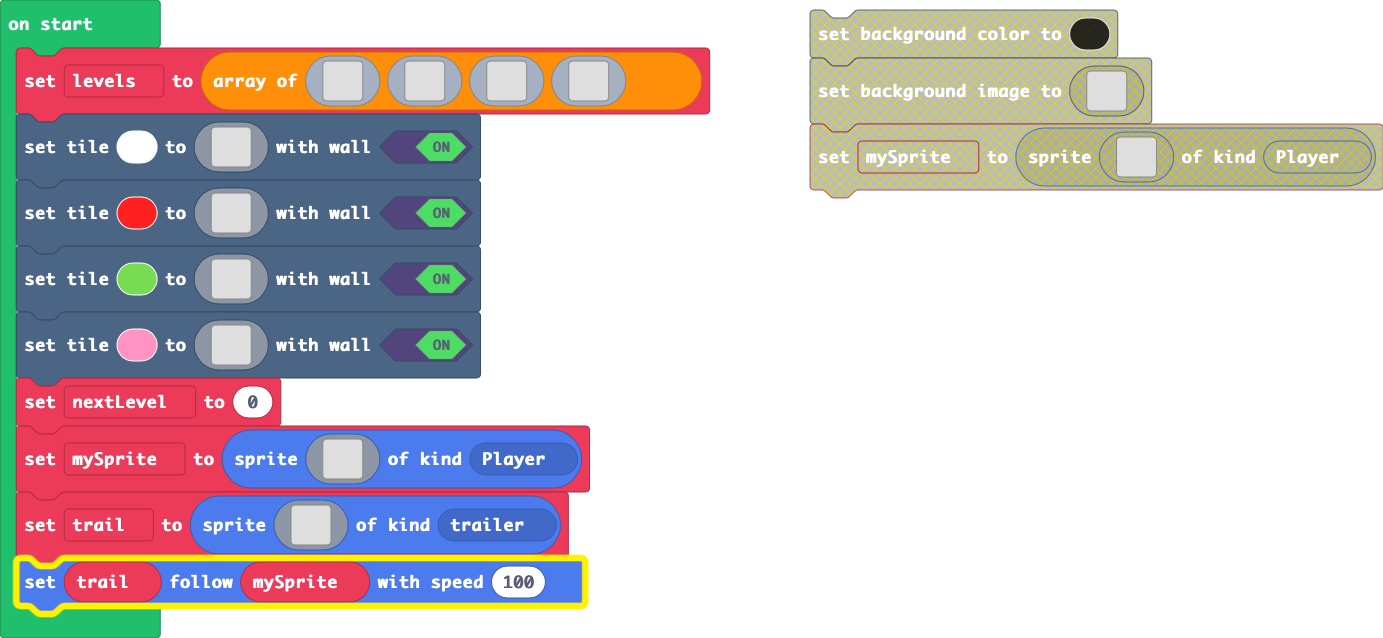 on start
set levels to array of
set tile to with wall ON
set tile to with wall ON
set tile to with wall ON
set tile to with wall ON
set nextLevel to 0
set mySprite to sprite of kind Player
set trail to sprite of kind trailer
set trail follow mySprite with speed 100
set background color to
set background image to
set mySprite to sprite of kind Player